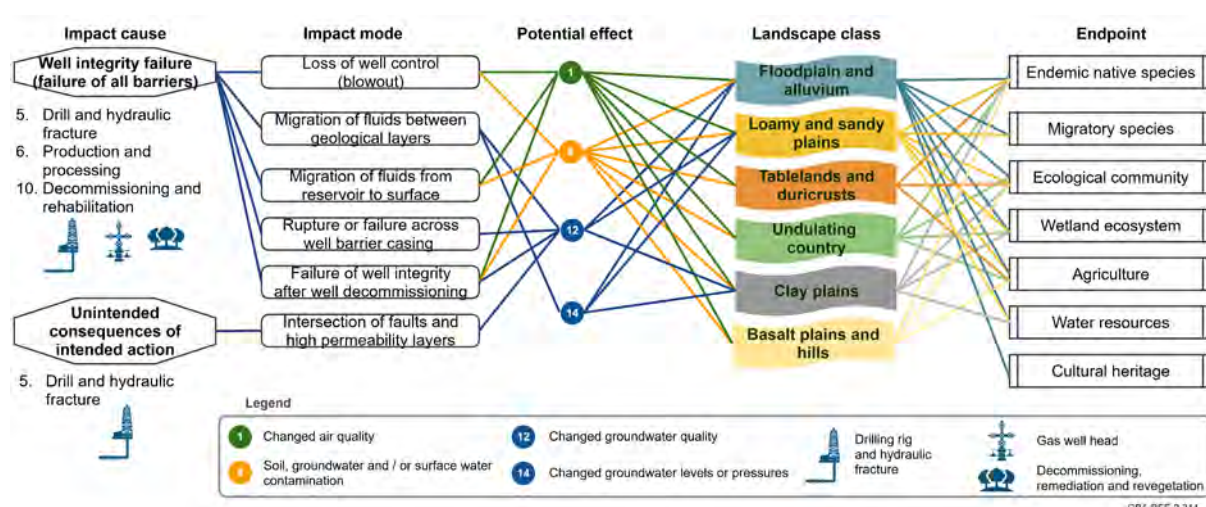 Impact cause
Impact mode
Potential effect
Landscape class
Endpoint
Well integrity failure
(failure of all barriers)
5. Drill and hydraulic
fracture
6. Production and
processing
10. Decommissioning and
rehabilitation
Unintended
consequences of
intended action
5. Drill and hydraulic
fracture
Loss of well control
(blowout)
Migration of fluids between
geological layers
Migration of fluids from
reservoir to surface
Rupture or failure across
well barrier casing
Failure of well integrity
after well decommissioning
Intersection of faults and
high permeability layers
1
8
12
14
Floodplain and
alluvium
Loamy and sandy
plains
Tablelands and
duricrusts
Undulating
country
Clay plains
Basalt plains and
hills
Endemic native species
Migratory species
Ecological community
Wetland ecosystem
Agriculture
Water resources
Cultural heritage
Legend
1 Changed air quality
8 Soil, groundwater and / or surface water
contamination
12 Changed groundwater quality
14 Changed groundwater levels or pressures
Drilling rig
and hydraulic
fracture
Gas well head
Decommissioning,
remediation and revegetation